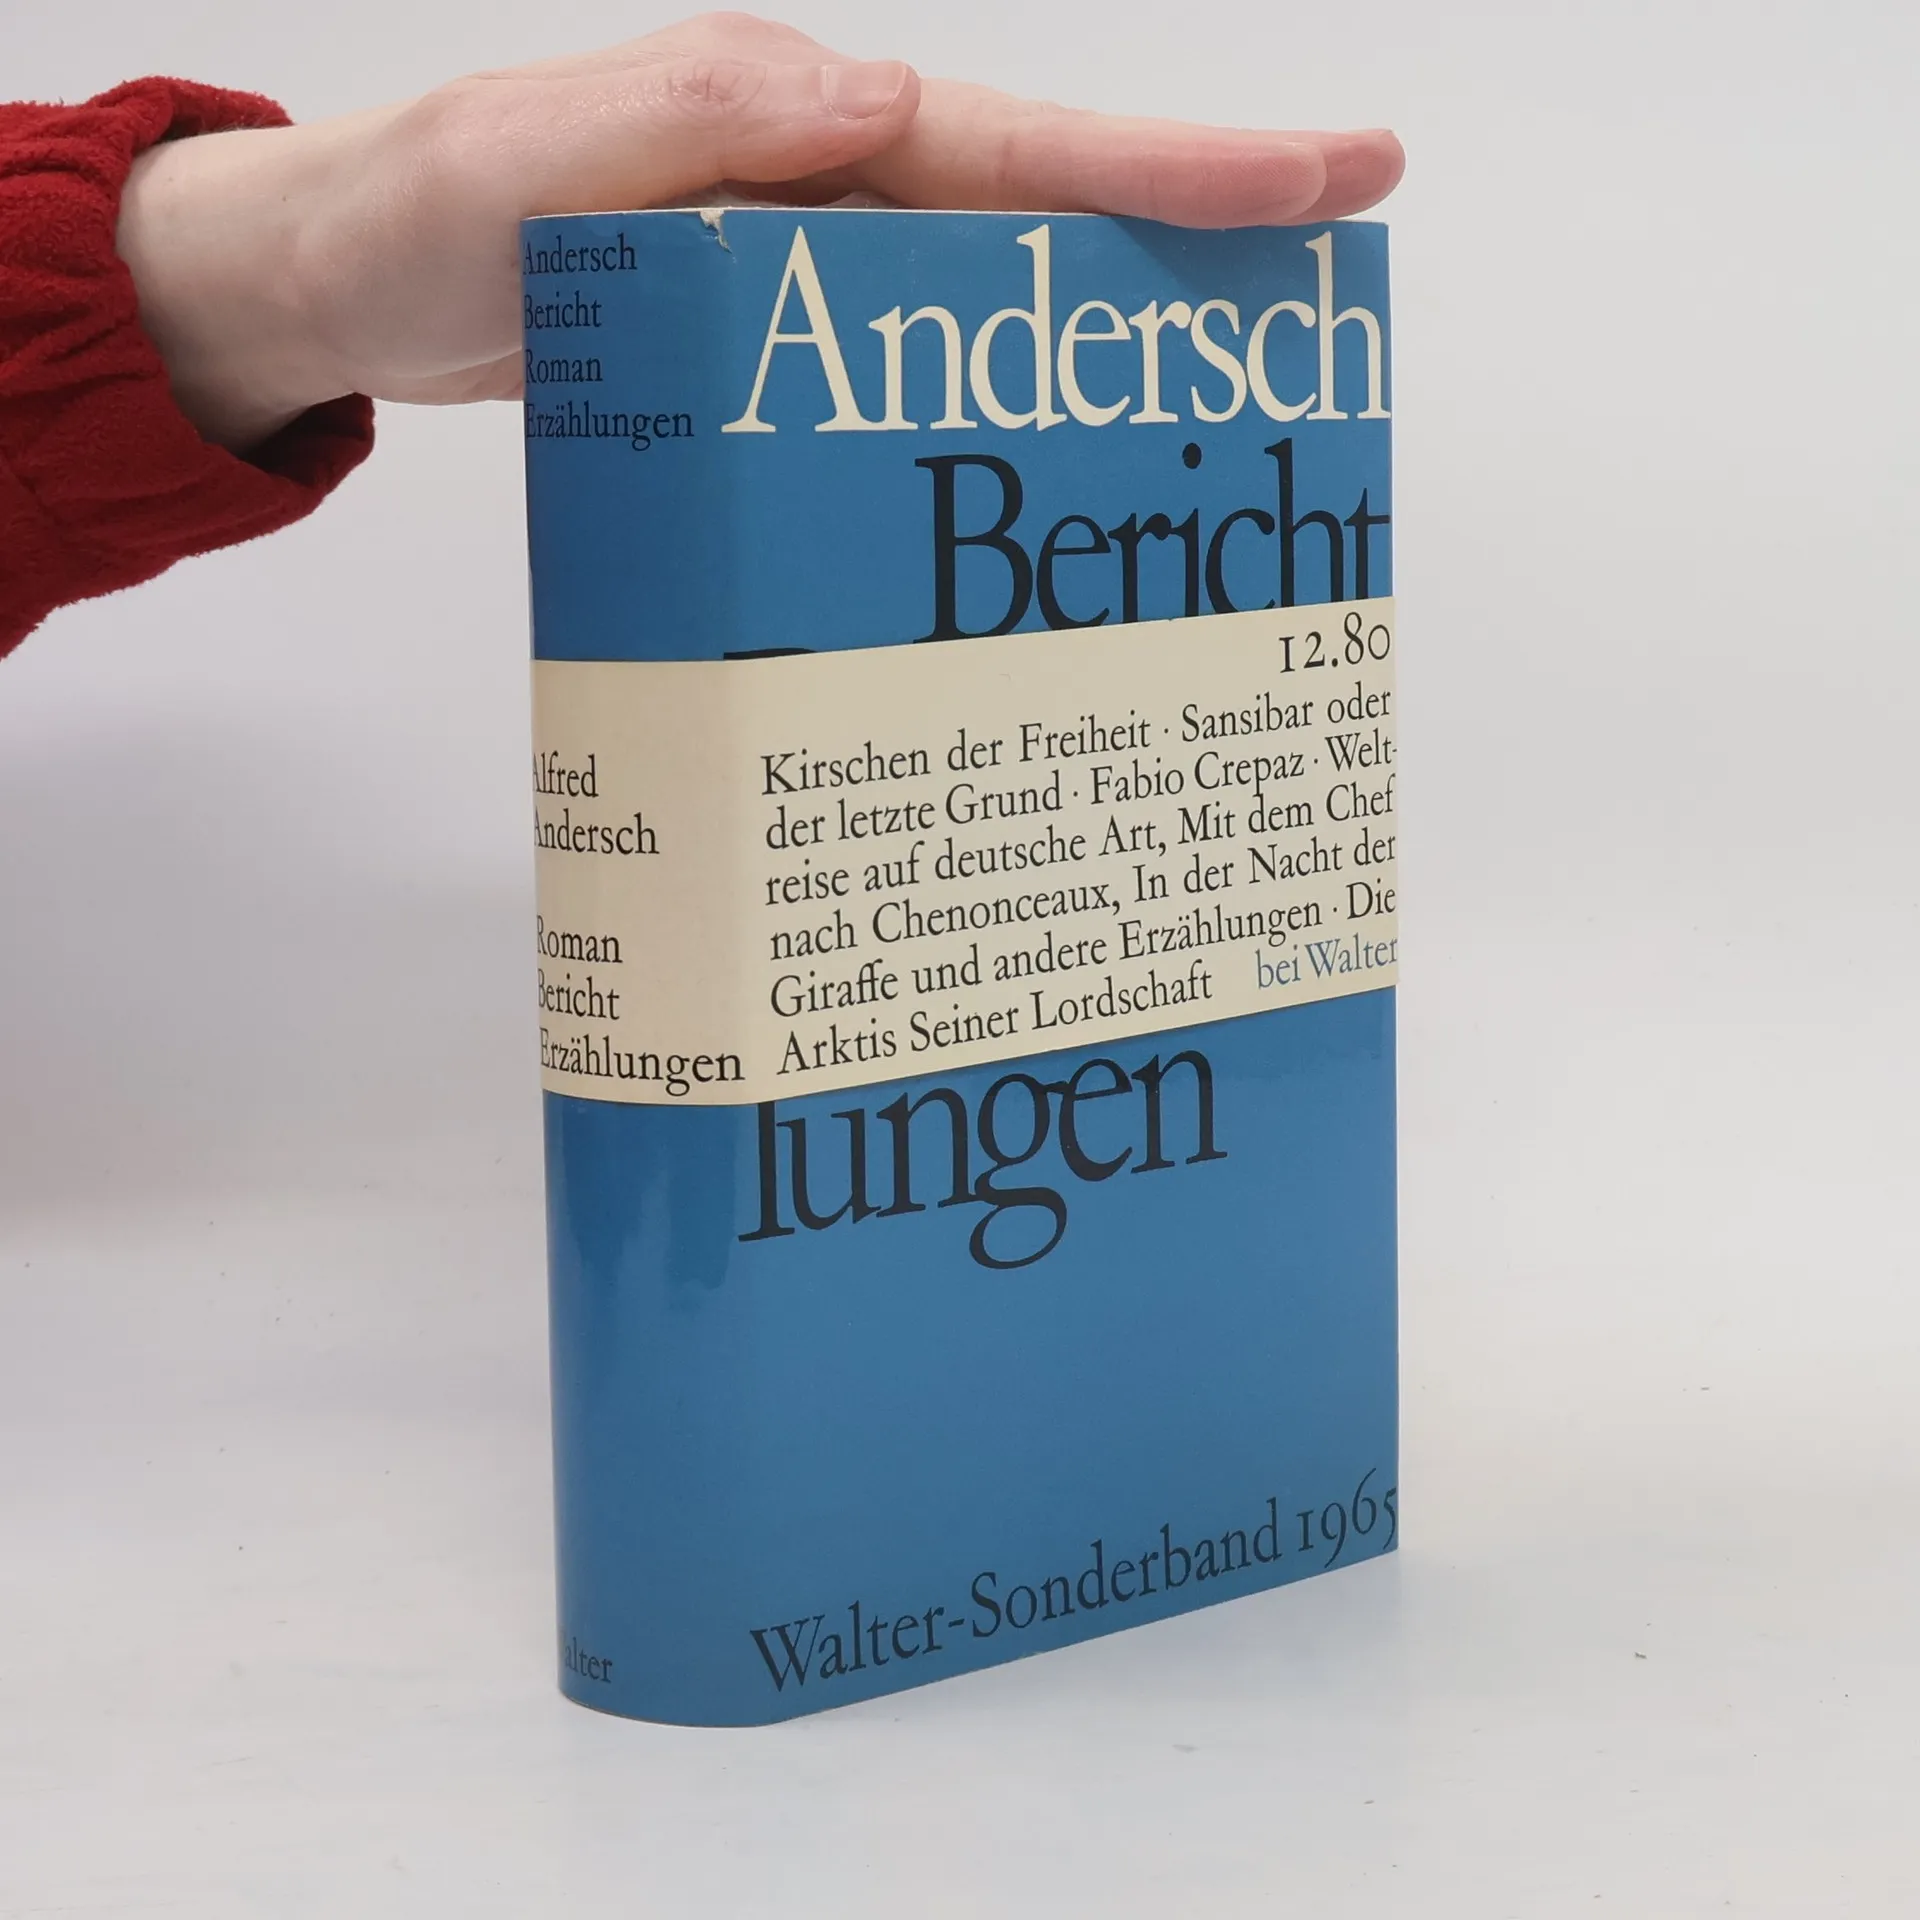 Andersch
Bericht
Roman
Erzählungen
Alfred
Andersch
Roman
Bericht
Erzählungen
Andersch
Bericht
12.80
Kirschen der Freiheit · Sansibar oder
der letzte Grund · Fabio Crepaz · Welt-
reise auf deutsche Art, Mit dem Chef
nach Chenonceaux, In der Nacht der
Giraffe und andere Erzählungen · Die
Arktis Seiner Lordschaft bei Walter
lungen
Walter-Sonderband 1965
alter